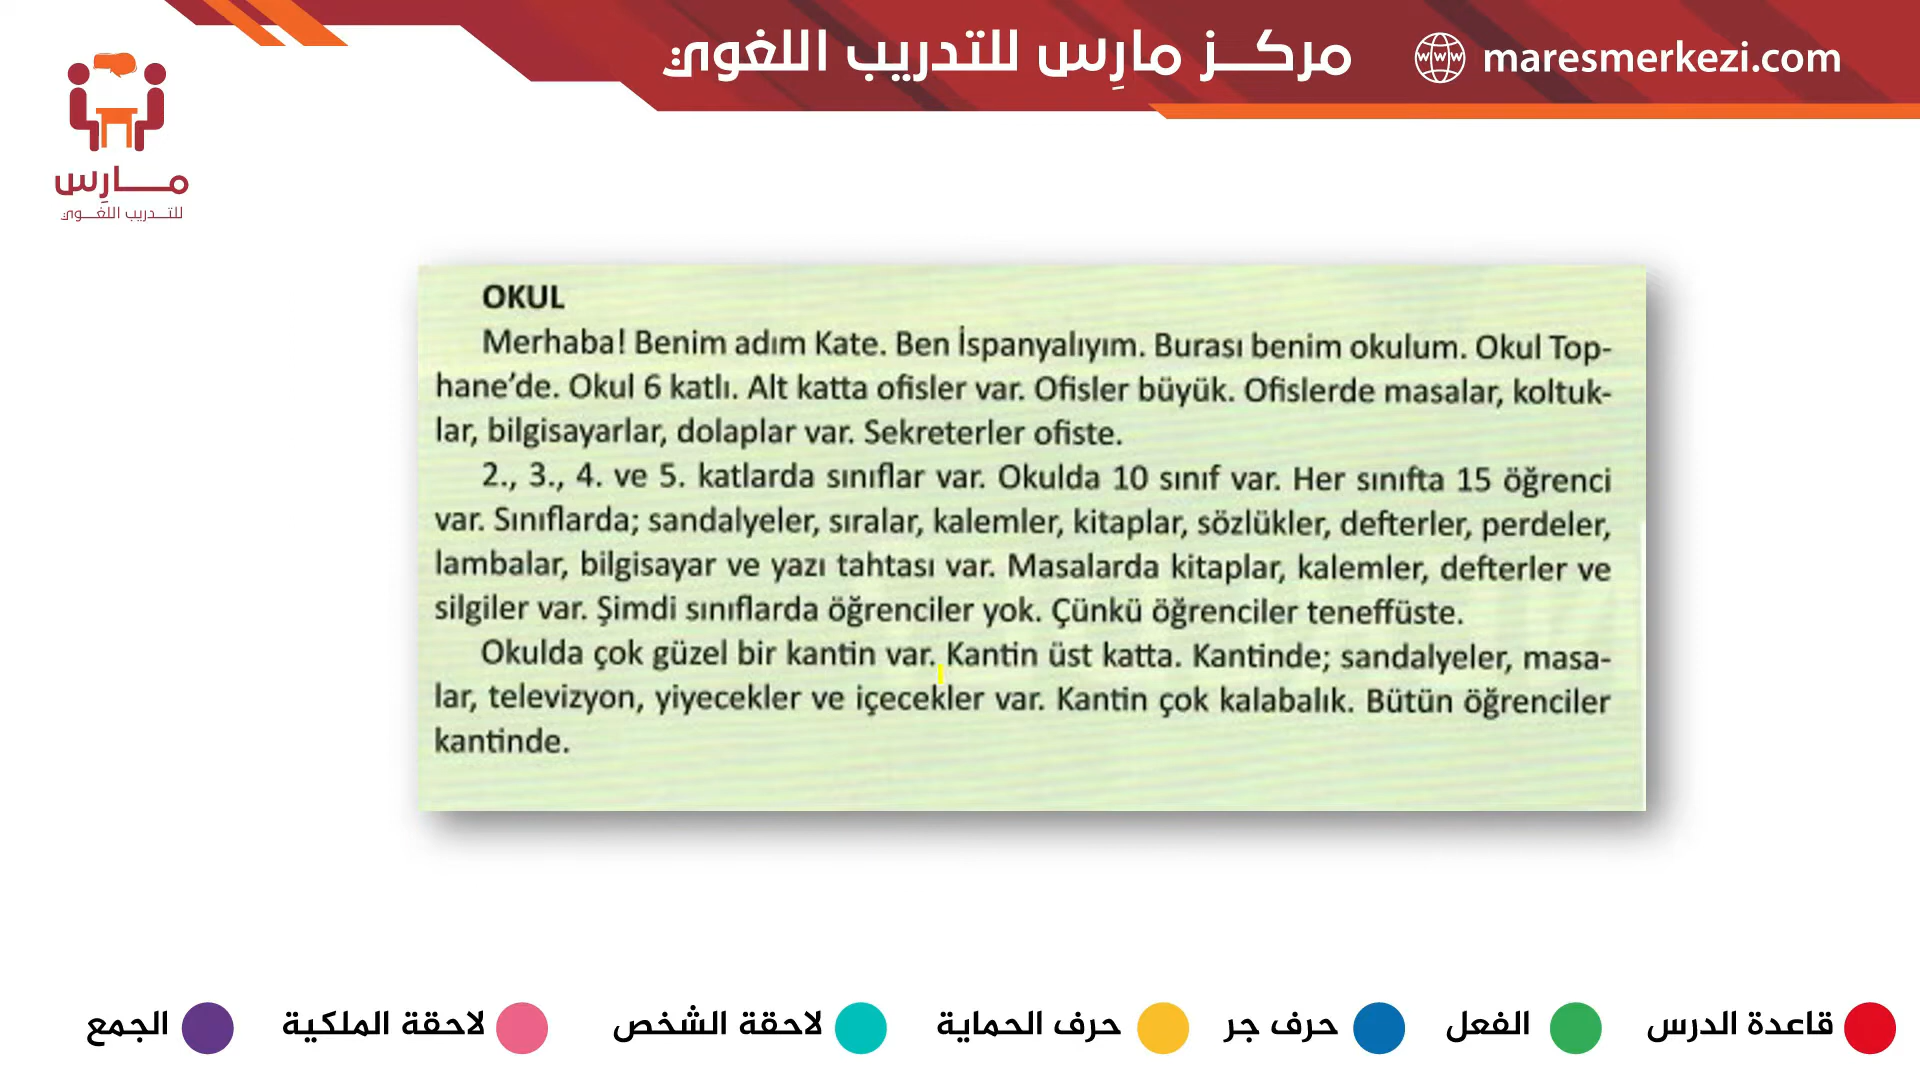 مركز مارِس للتدريب اللغوي
www
maresmerkezi.com
مارِس
للتدريب اللغوي
OKUL
Merhaba! Benim adım Kate. Ben İspanyalıyım. Burası benim okulum. Okul Top-
hane’de. Okul 6 katlı. Alt katta ofisler var. Ofisler büyük. Ofislerde masalar, koltuk-
lar, bilgisayarlar, dolaplar var. Sekreterler ofiste.
2., 3., 4. ve 5. katlarda sınıflar var. Okulda 10 sınıf var. Her sınıfta 15 öğrenci
var. Sınıflarda; sandalyeler, sıralar, kalemler, kitaplar, sözlükler, defterler, perdeler,
lambalar, bilgisayar ve yazı tahtası var. Masalarda kitaplar, kalemler, defterler ve
silgiler var. Şimdi sınıflarda öğrenciler yok. Çünkü öğrenciler teneffüste.
Okulda çok güzel bir kantin var. Kantin üst katta. Kantinde; sandalyeler, masa-
lar, televizyon, yiyecekler ve içecekler var. Kantin çok kalabalık. Bütün öğrenciler
kantinde.
قاعدة الدرس
الفعل
حرف جر
حرف الحماية
لاحقة الشخص
لاحقة الملكية
الجمع